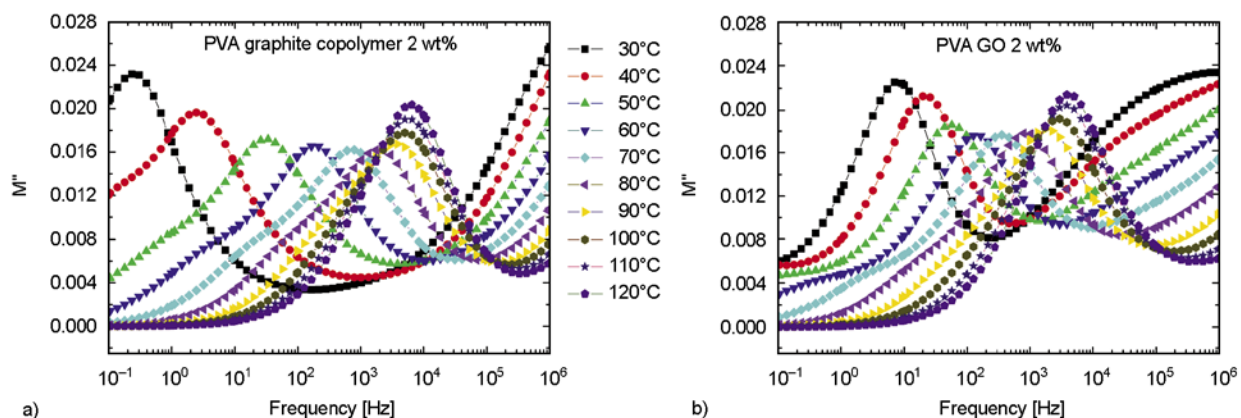 PVA graphite copolymer 2 wt%
M"
0.024
0.020
0.016
0.012
0.008
0.004
0.000
10⁻¹ 10⁰ 10¹ 10² 10³ 10⁴ 10⁵ 10⁶
Frequency [Hz]
a)
30°C
40°C
50°C
60°C
70°C
80°C
90°C
100°C
110°C
120°C
PVA GO 2 wt%
M"
0.028
0.024
0.020
0.016
0.012
0.008
0.004
0.000
10⁻¹ 10⁰ 10¹ 10² 10³ 10⁴ 10⁵ 10⁶
Frequency [Hz]
b)